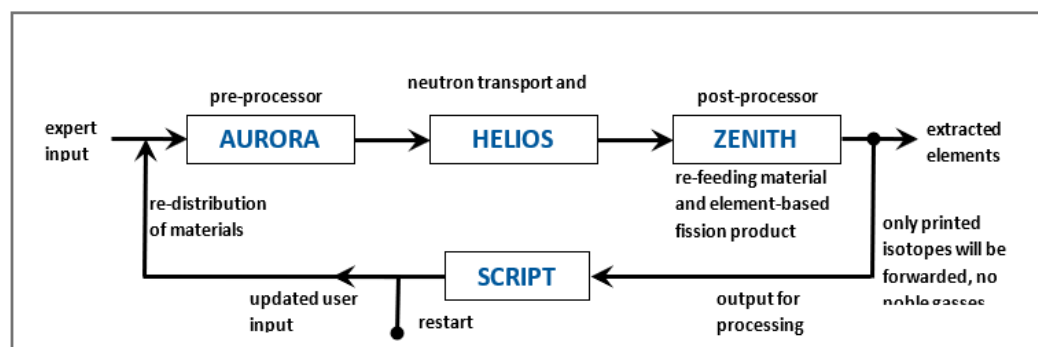 neutron transport and
pre-processor
post-processor
expert
input
AURORA
HELIOS
ZENITH
extracted
elements
re-distribution
of materials
re-feeding material
and element-based
fission product
only printed
isotopes will be
forwarded, no
noble gasses
SCRIPT
updated user
input
restart
output for
processing